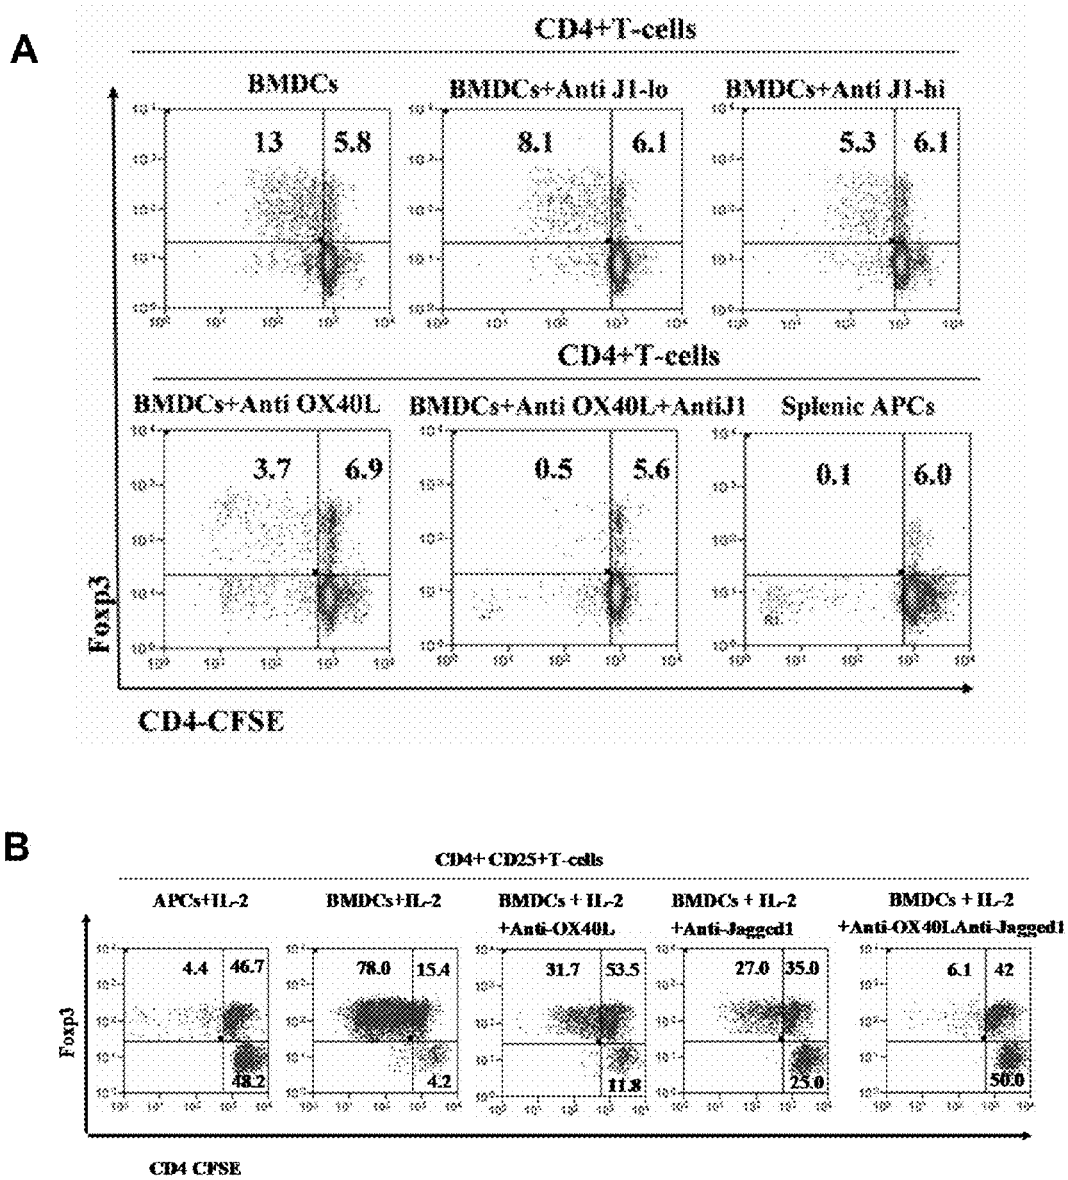 A
CD4+T-cells
BMDCs
BMDCs+Anti J1-lo
BMDCs+Anti J1-hi
13
5.8
8.1
6.1
5.3
6.1
CD4+T-cells
BMDCs+Anti OX40L
BMDCs+Anti OX40L+AntiJ1
Splenic APCs
3.7
6.9
0.5
5.6
0.1
6.0
Foxp3
CD4-CFSE
B
CD4+ CD25+T-cells
APCs+IL-2
BMDCs+IL-2
BMDCs + IL-2
+Anti-OX40L
BMDCs + IL-2
+Anti-Jagged1
BMDCs + IL-2
+Anti-OX40LAnti-Jagged1
4.4
46.7
78.0
15.4
31.7
53.5
27.0
35.0
6.1
42
48.2
4.2
11.8
25.0
50.0
Foxp3
CD4 CFSE